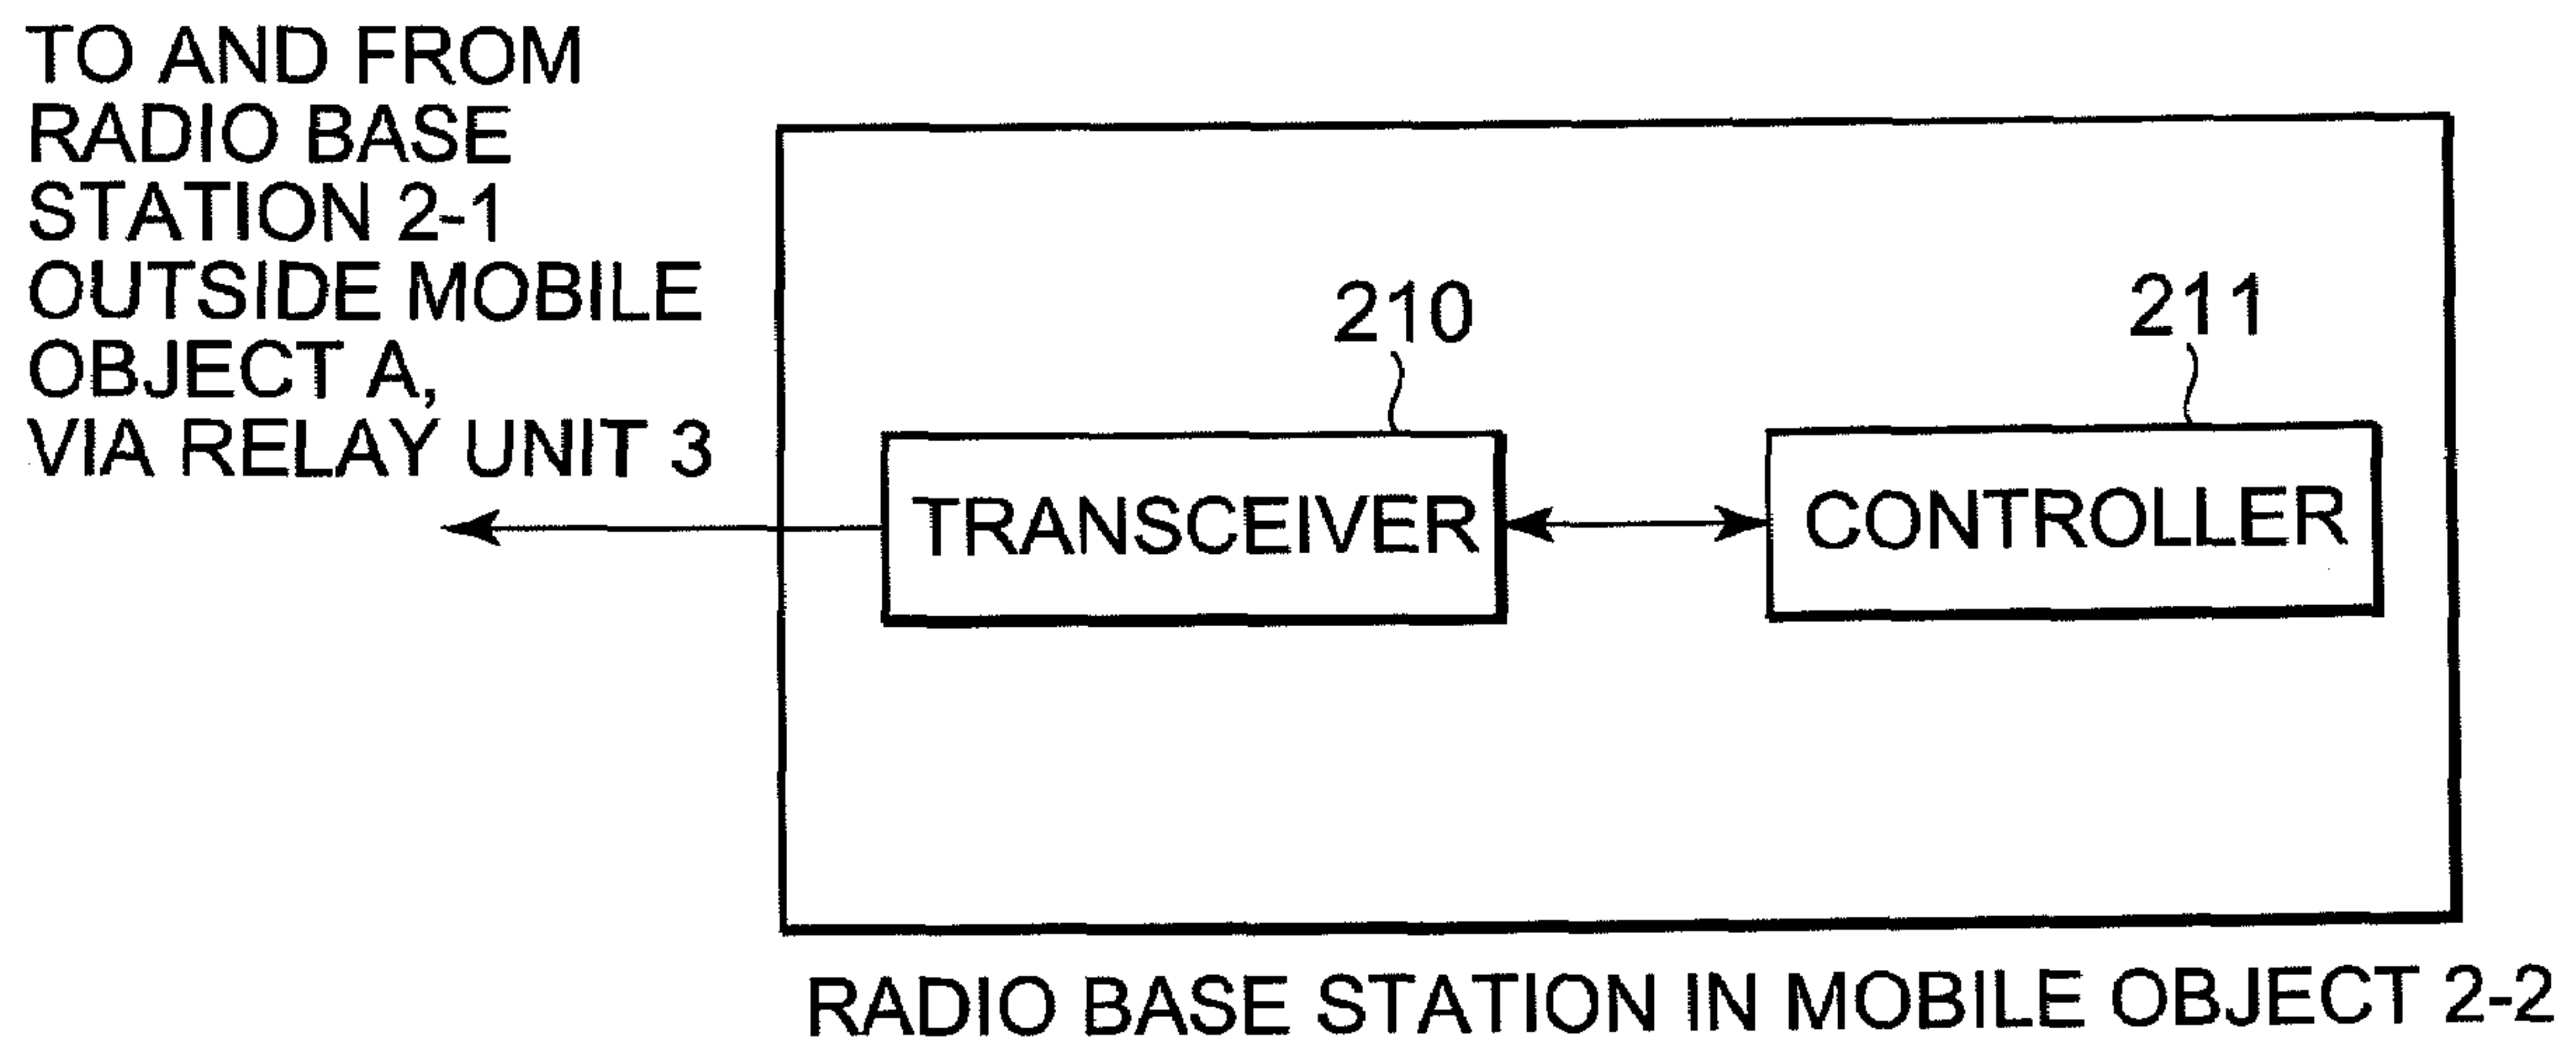 TO AND FROM
RADIO BASE
STATION 2-1
OUTSIDE MOBILE
OBJECT A,
VIA RELAY UNIT 3
210
211
TRANSCEIVER
CONTROLLER
RADIO BASE STATION IN MOBILE OBJECT 2-2